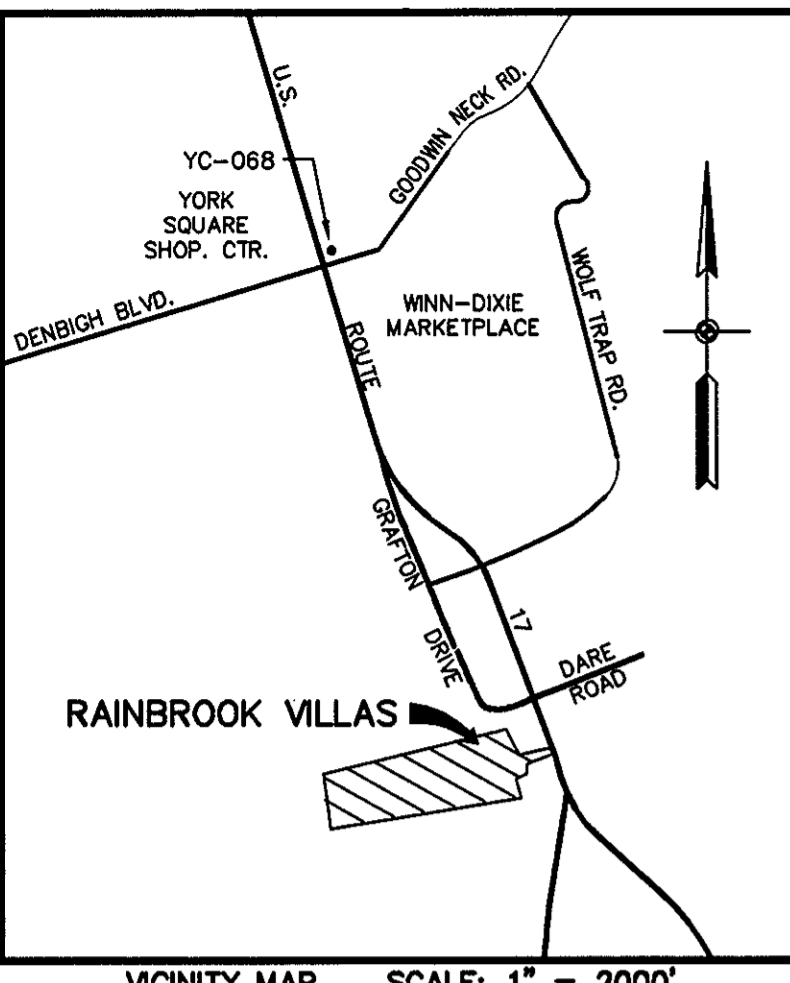 U.S.
GOODWIN NECK RD.
YC-068
YORK
SQUARE
SHOP. CTR.
DENBIGH BLVD.
ROUTE
WINN-DIXIE
MARKETPLACE
WOLF TRAP RD.
GRAFTON
DRIVE
17
DARE
ROAD
RAINBROOK VILLAS
VICINITY MAP SCALE: 1" = 2000'